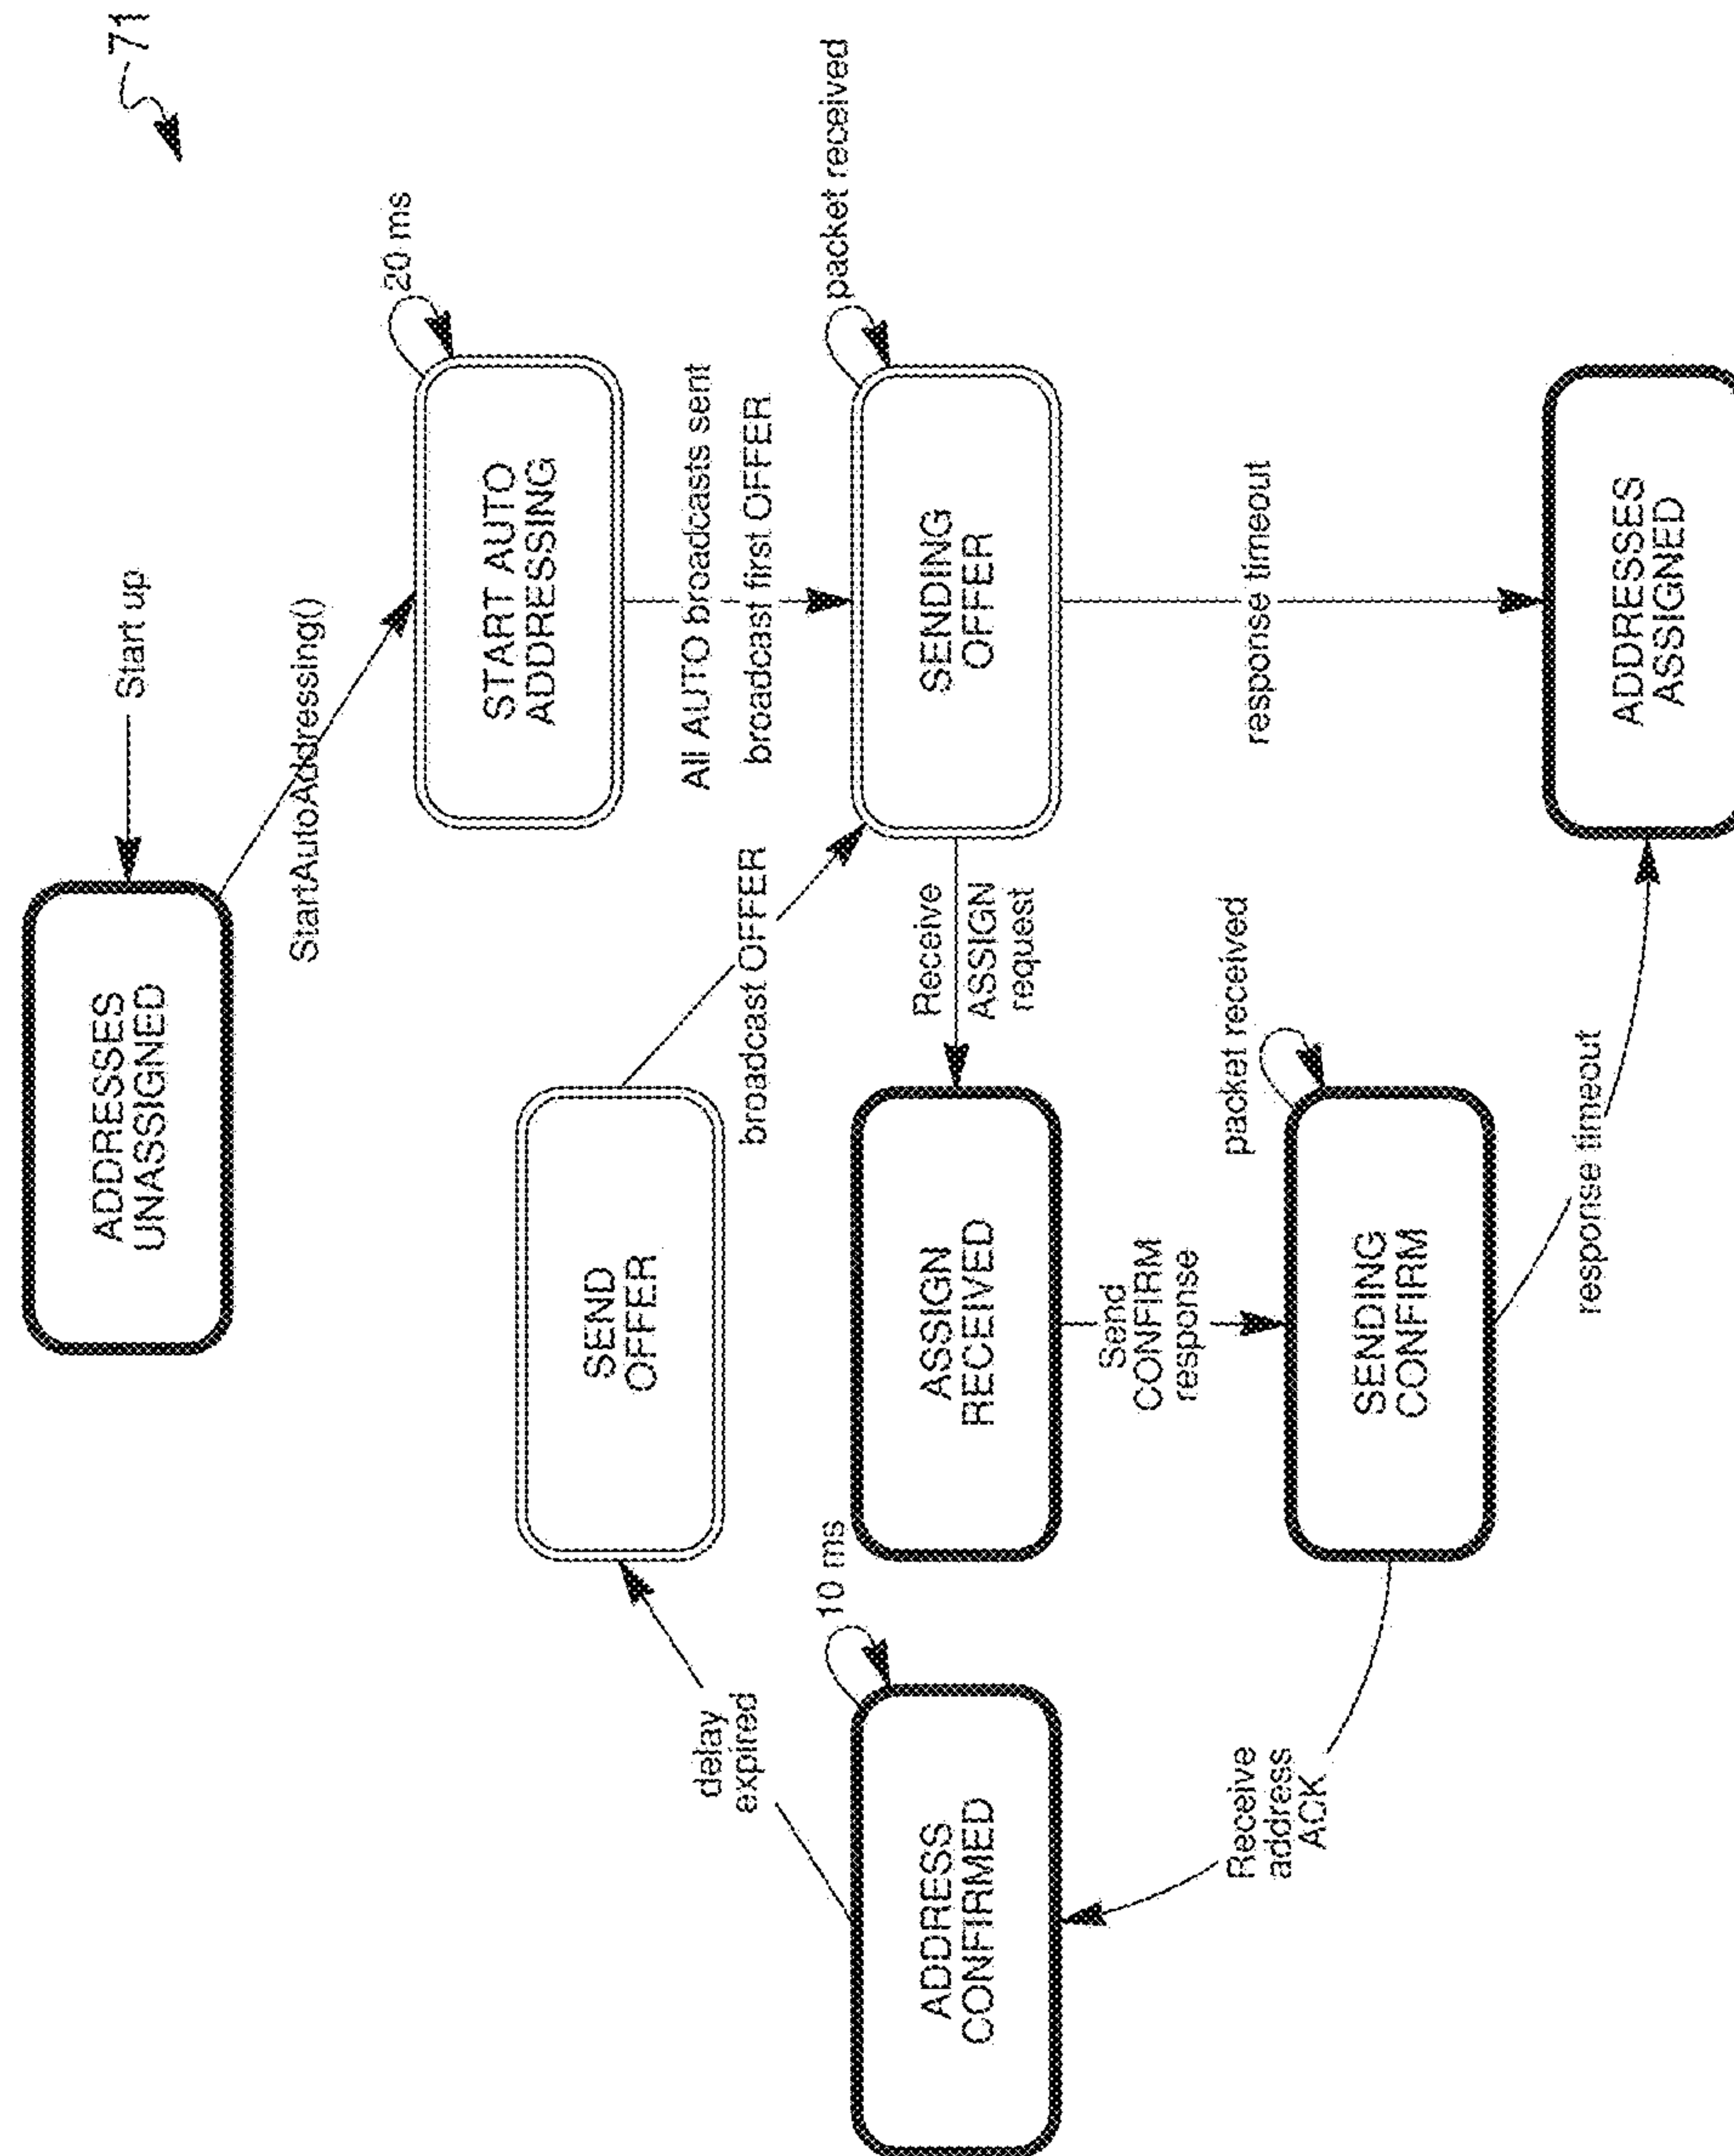 71
Start up
ADDRESSES
UNASSIGNED
StartAutoAddressing()
20 ms
START AUTO
ADDRESSING
All AUTO broadcasts sent
broadcast first OFFER
packet received
SENDING
OFFER
response timeout
ADDRESSES
ASSIGNED
SEND
OFFER
broadcast OFFER
Receive
ASSIGN
request
ASSIGN
RECEIVED
Send
CONFIRM
response
packet received
SENDING
CONFIRM
response timeout
Receive
address
ACK
10 ms
ADDRESS
CONFIRMED
delay
expired